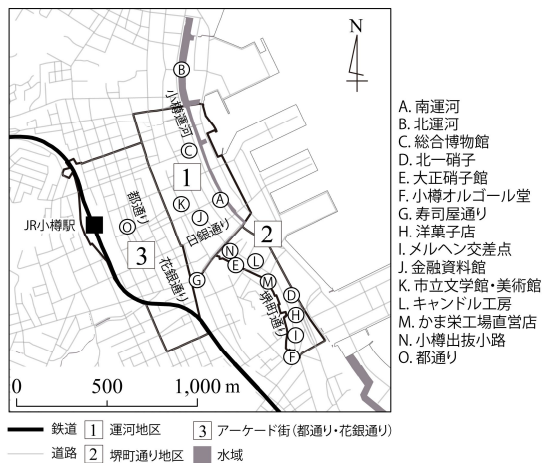 N
B
小樽運河
C
1
A
K
J
日銀通り
都通り
JR小樽駅
O
3
花銀通り
2
N
L
E
G
M
D
堺町通り
H
I
F
0 500 1,000 m
A. 南運河
B. 北運河
C. 総合博物館
D. 北一硝子
E. 大正硝子館
F. 小樽オルゴール堂
G. 寿司屋通り
H. 洋菓子店
I. メルヘン交差点
J. 金融資料館
K. 市立文学館・美術館
L. キャンドル工房
M. かま栄工場直営店
N. 小樽出抜小路
O. 都通り
鉄道 1 運河地区 3 アーケード街(都通り・花銀通り)
道路 2 堺町通り地区 水域